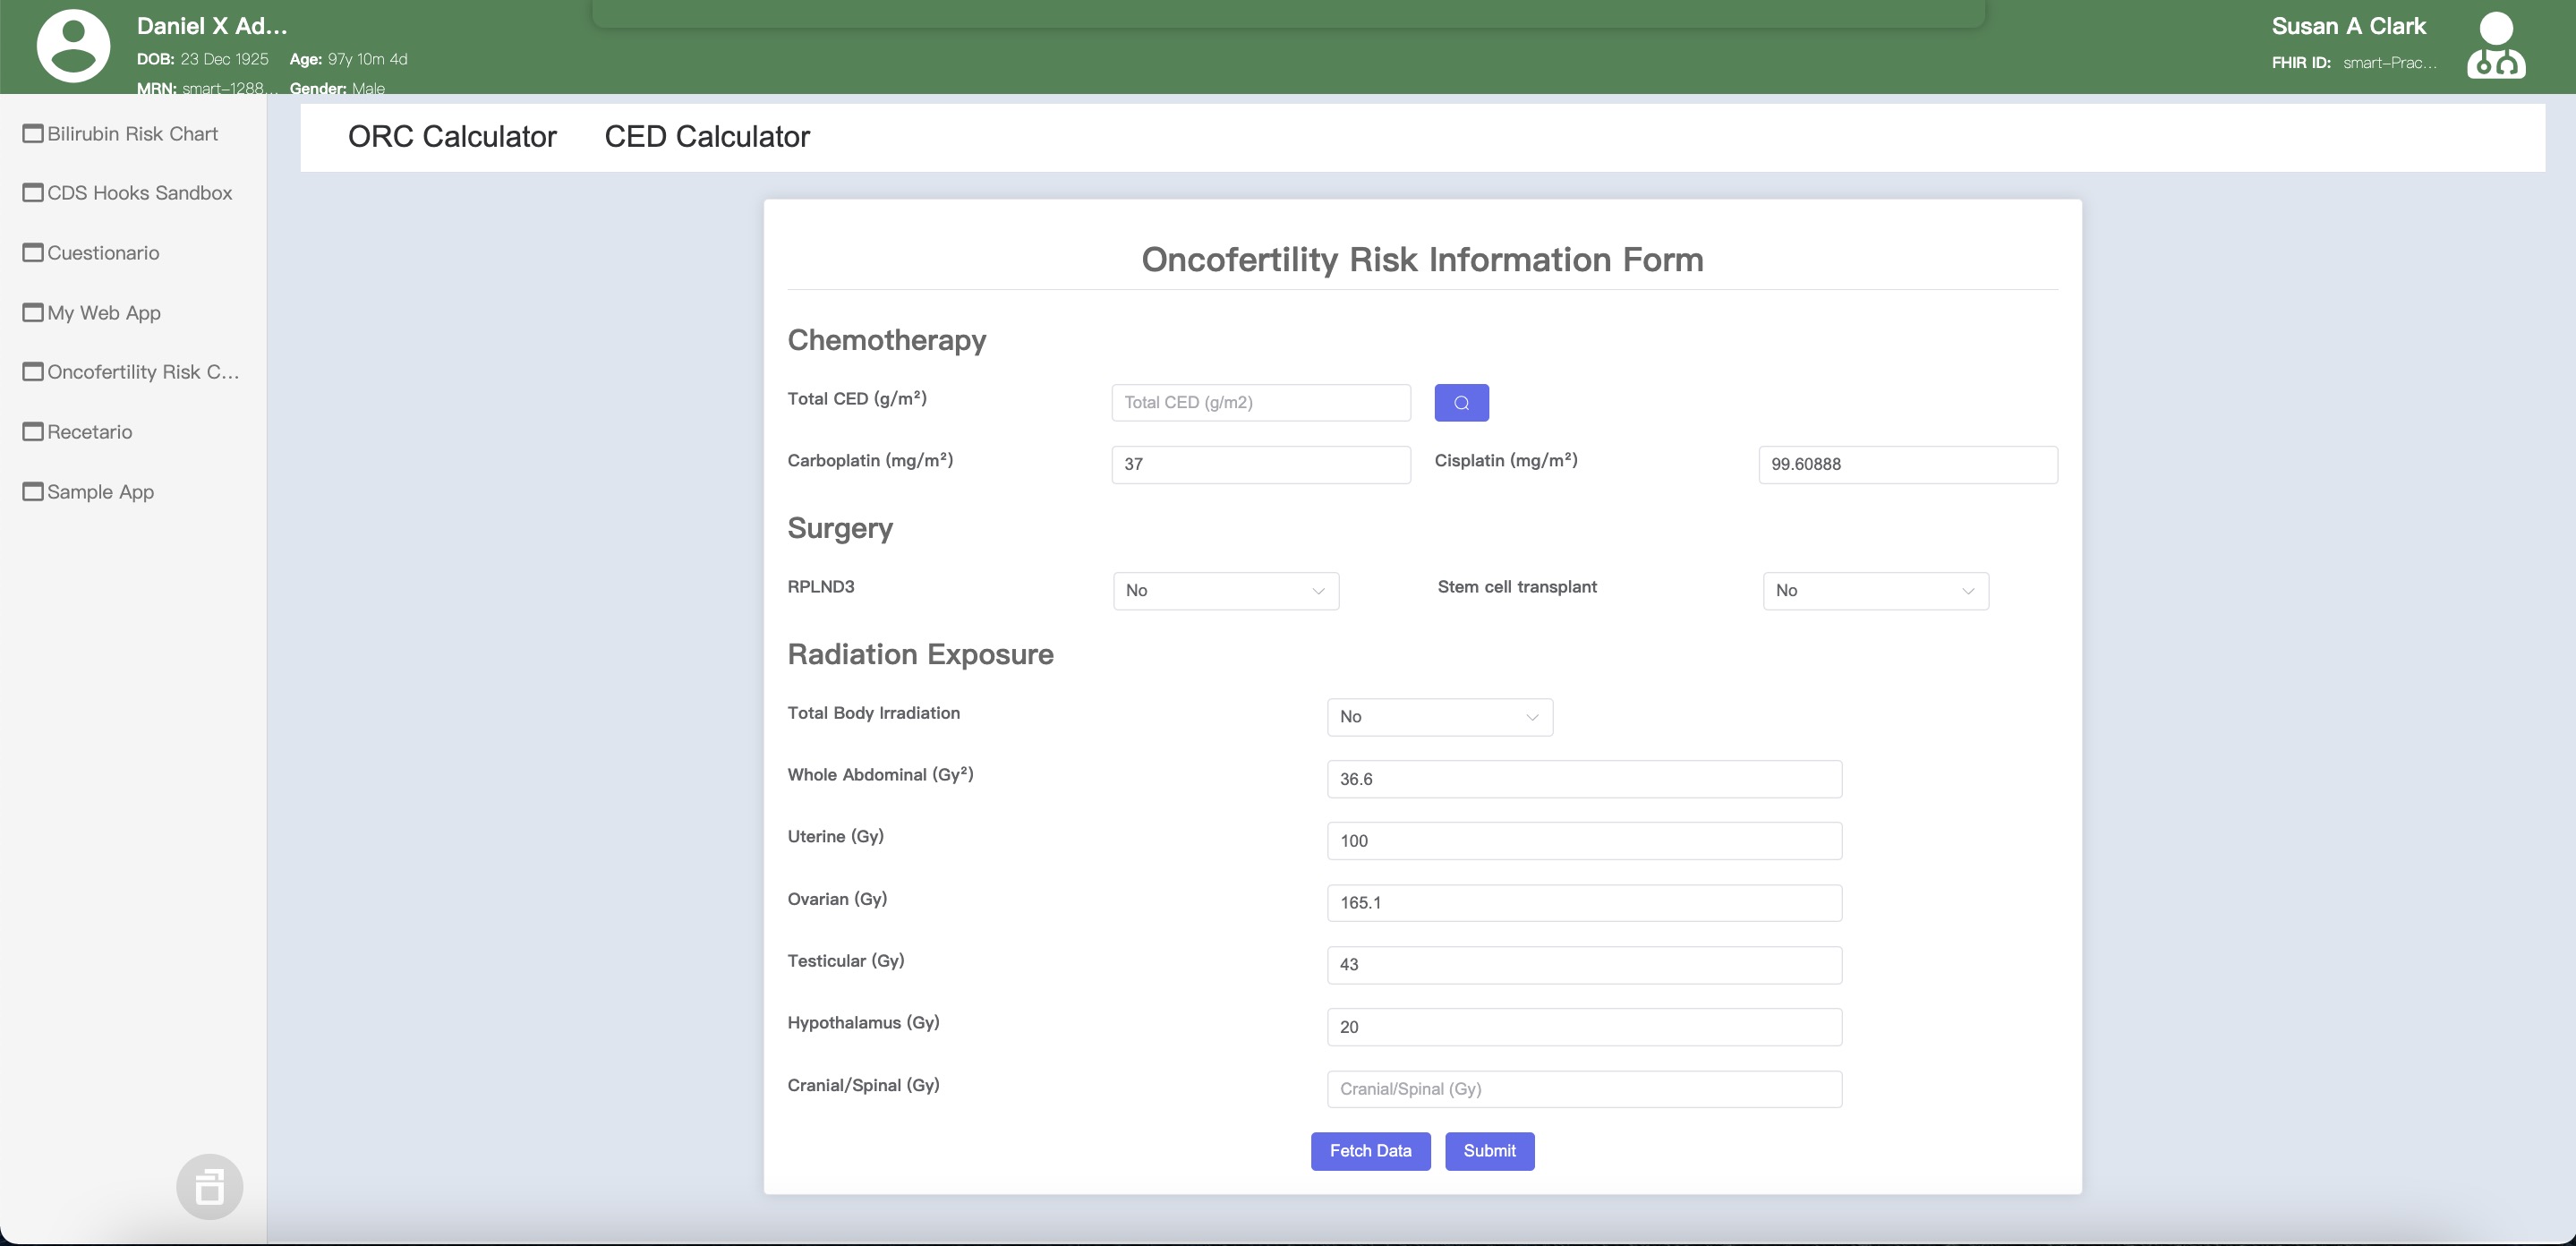 Daniel X Ad...
DOB: 23 Dec 1925 Age: 97y 10m 4d
MRN: smart-1288... Gender: Male
Susan A Clark
FHIR ID: smart-Prac...
Bilirubin Risk Chart
CDS Hooks Sandbox
Cuestionario
My Web App
Oncofertility Risk C...
Recetario
Sample App
ORC Calculator CED Calculator
Oncofertility Risk Information Form
Chemotherapy
Total CED (g/m²) Total CED (g/m2)
Carboplatin (mg/m²) 37 Cisplatin (mg/m²) 99.60888
Surgery
RPLND3 No Stem cell transplant No
Radiation Exposure
Total Body Irradiation No
Whole Abdominal (Gy²) 36.6
Uterine (Gy) 100
Ovarian (Gy) 165.1
Testicular (Gy) 43
Hypothalamus (Gy) 20
Cranial/Spinal (Gy) Cranial/Spinal (Gy)
Fetch Data Submit